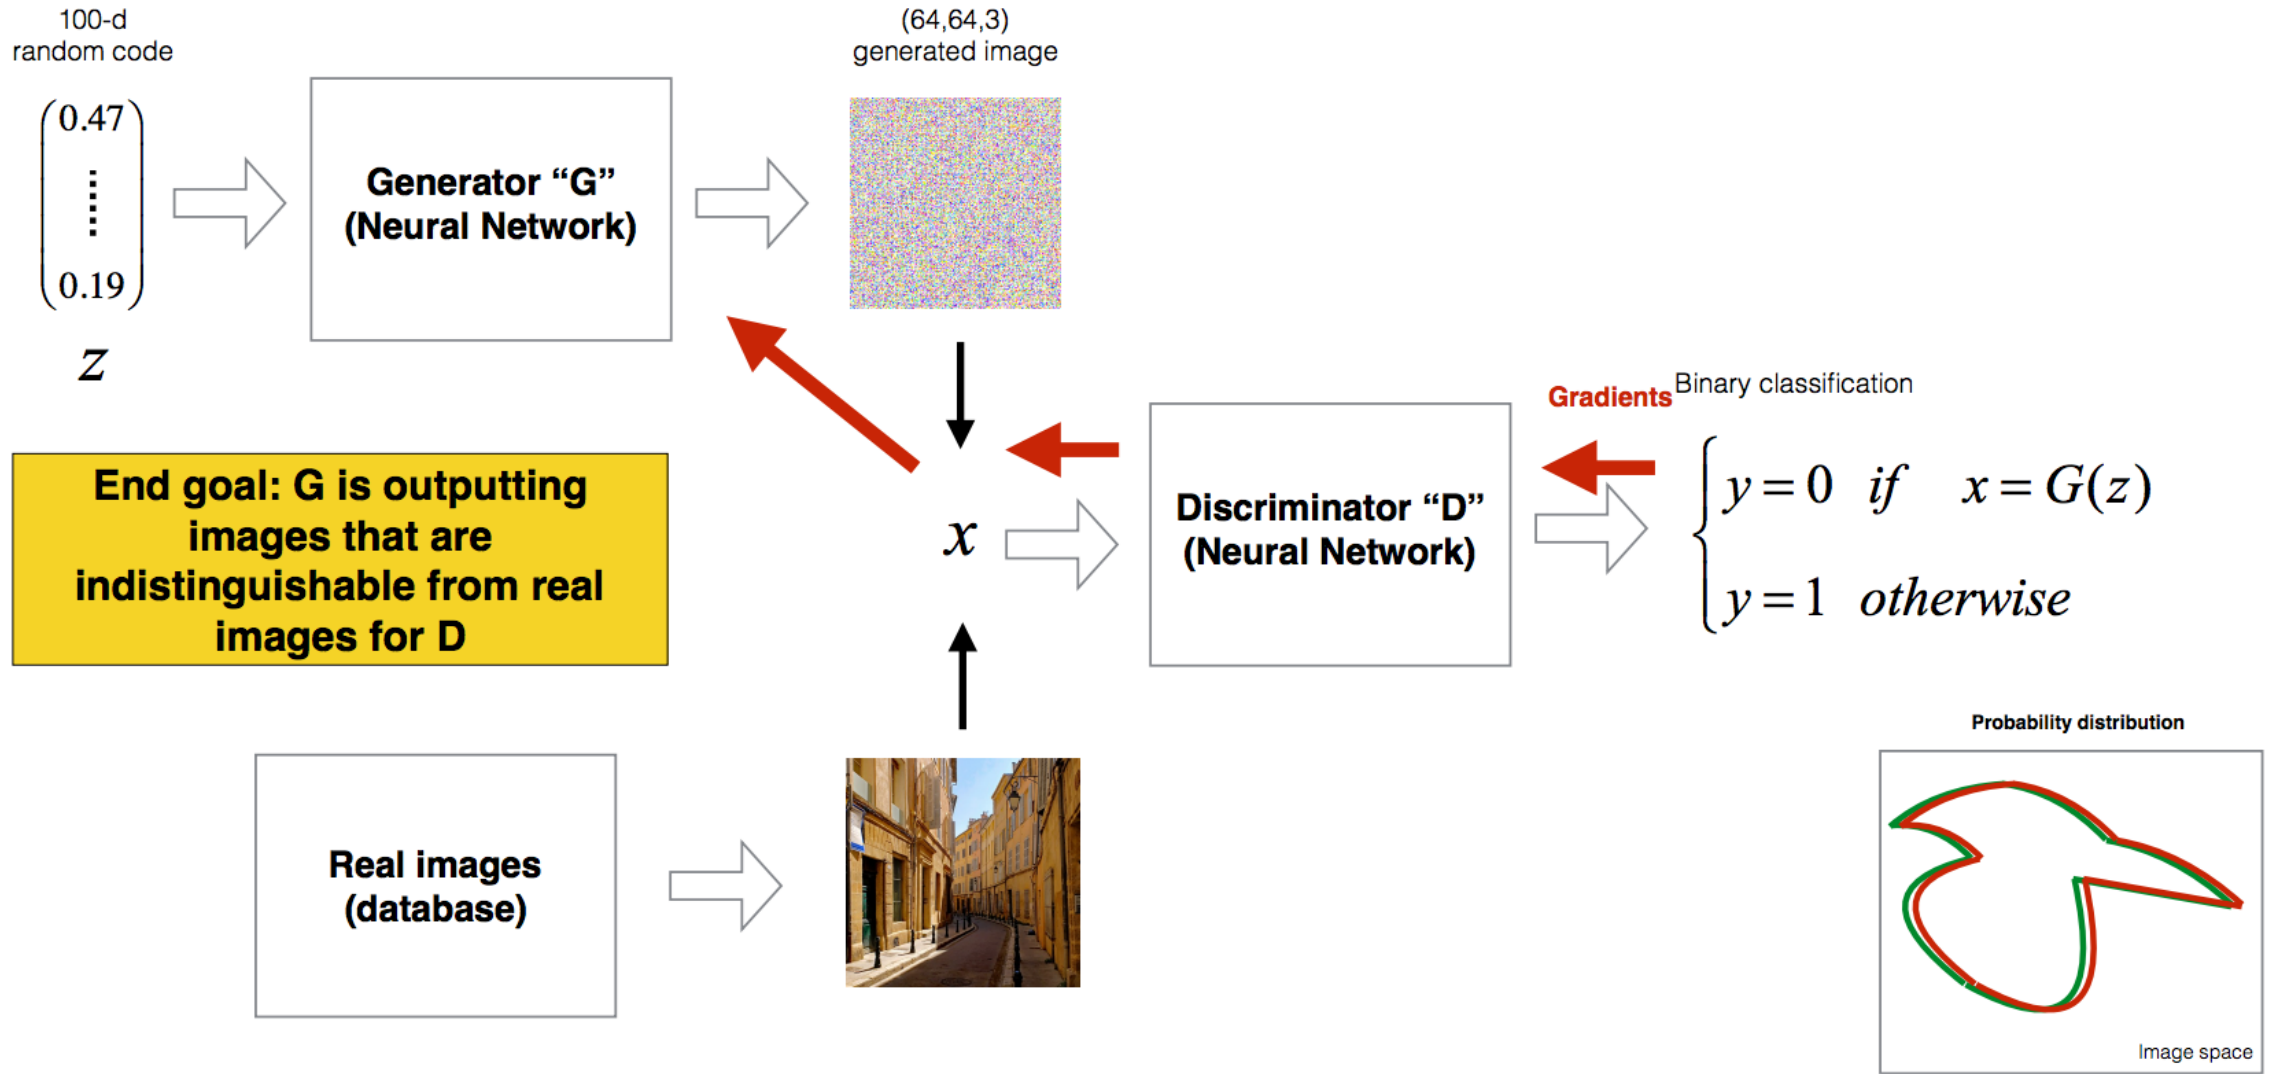 100-d
random code
0.47
0.19
z
Generator “G”
(Neural Network)
(64,64,3)
generated image
End goal: G is outputting
images that are
indistinguishable from real
images for D
x
Discriminator “D”
(Neural Network)
Gradients
Binary classification
y = 0 if x = G(z)
y = 1 otherwise
Real images
(database)
Probability distribution
Image space